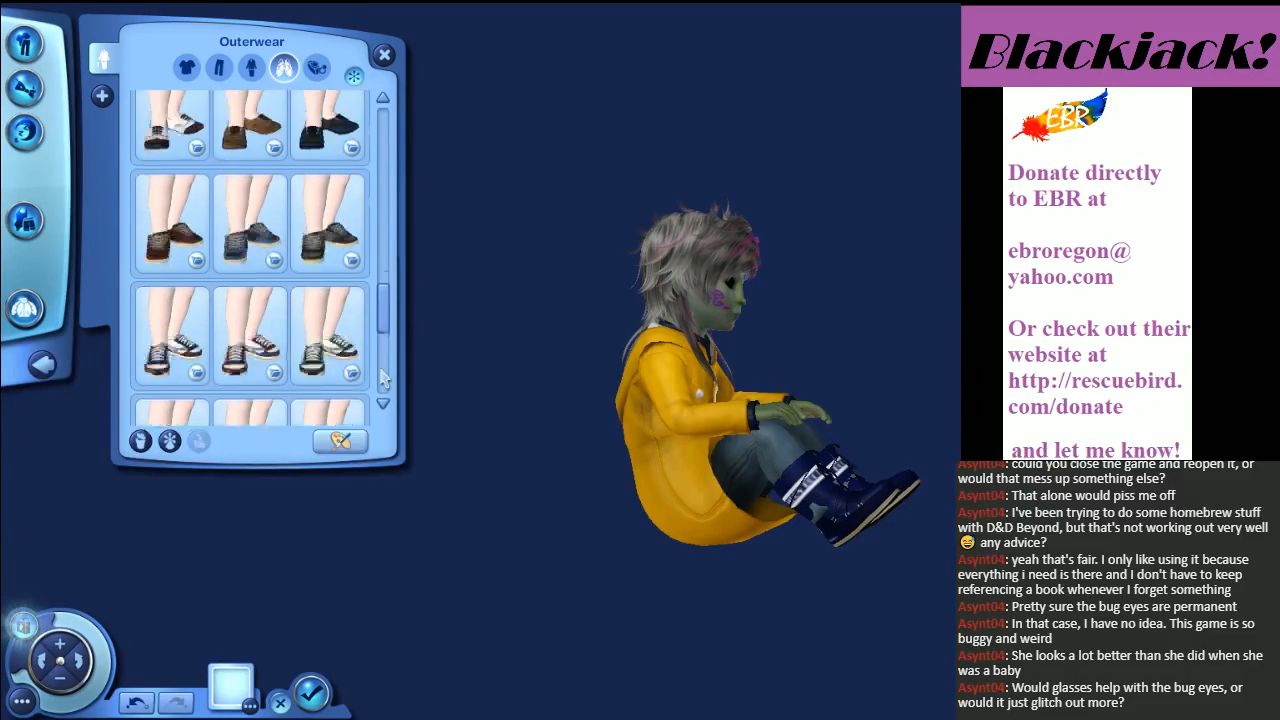 Outerwear
Blackjack!
EBR
Donate directly
to EBR at
ebroregon@
yahoo.com
Or check out their
website at
http://rescuebird.
com/donate
and let me know!
Asynt04: could you close the game and reopen it, or
would that mess up something else?
Asynt04: That alone would piss me off
Asynt04: I've been trying to do some homebrew stuff
with D&D Beyond, but that's not working out very well
😅 any advice?
Asynt04: yeah that's fair. I only like using it because
everything i need is there and I don't have to keep
referencing a book whenever I forget something
Asynt04: Pretty sure the bug eyes are permanent
Asynt04: In that case, I have no idea. This game is so
buggy and weird
Asynt04: She looks a lot better than she did when she
was a baby
Asynt04: Would glasses help with the bug eyes, or
would it just glitch out more?